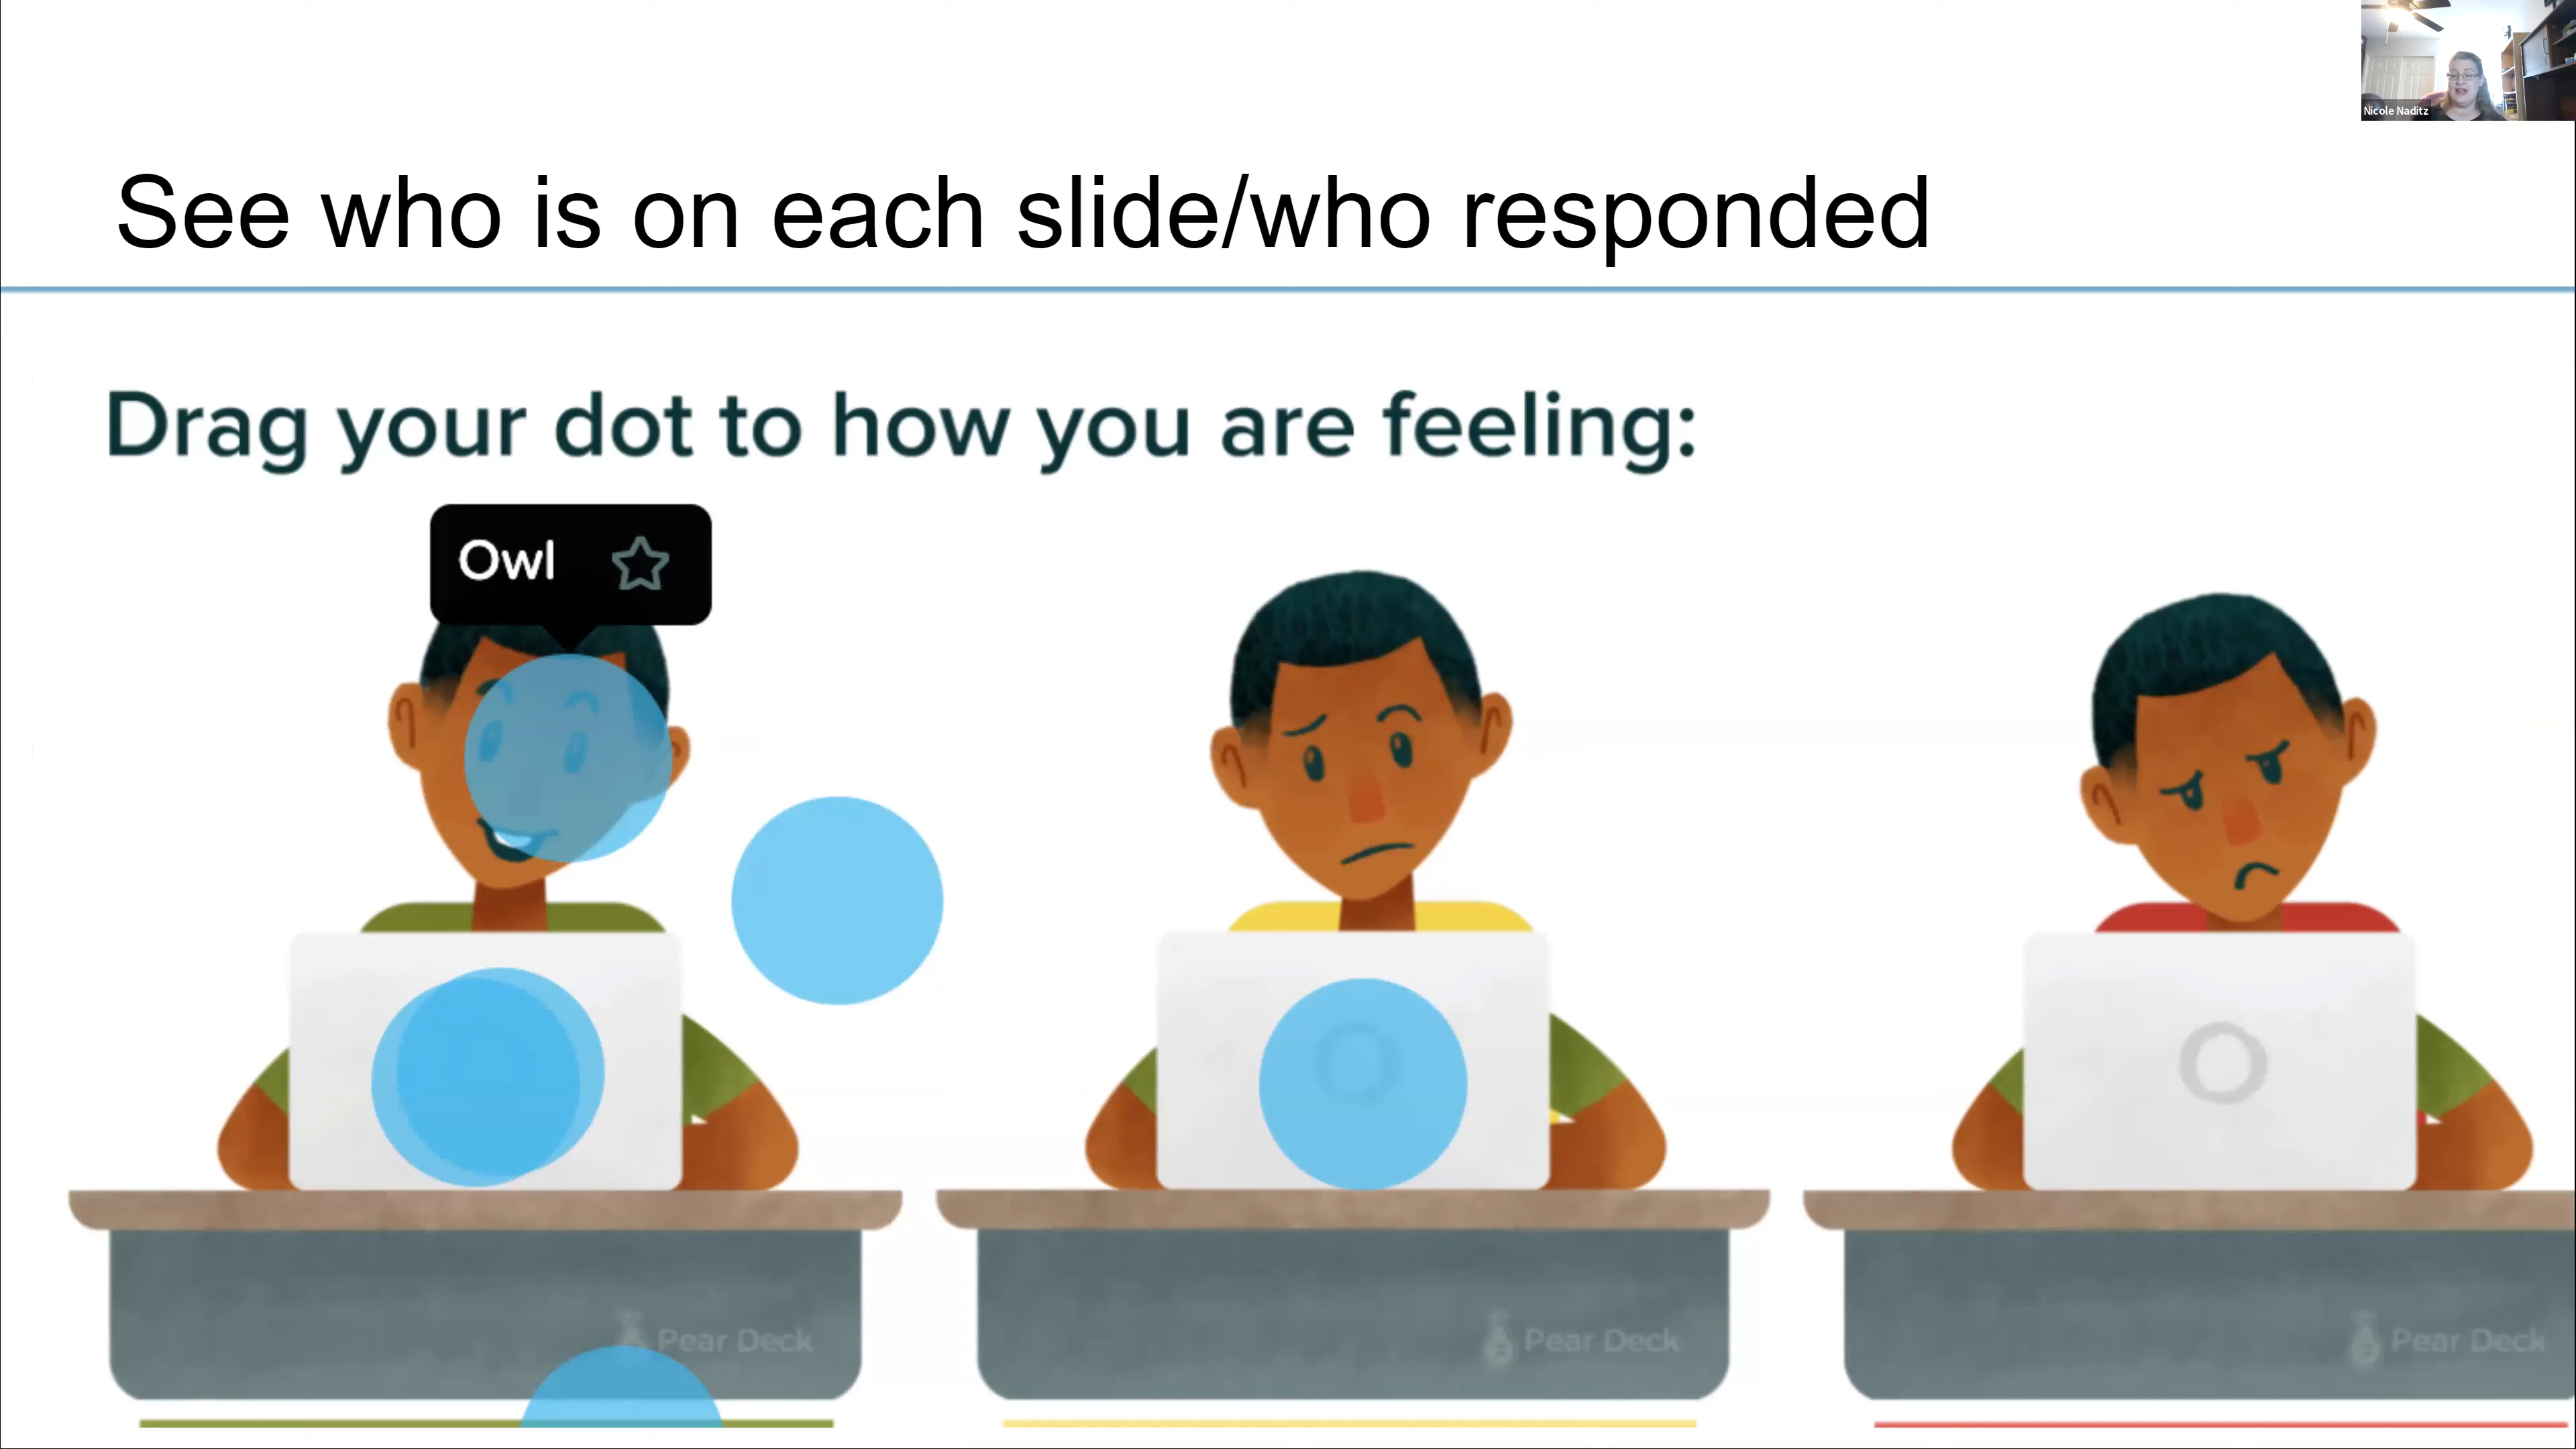 Nicole Naditz
See who is on each slide/who responded
Drag your dot to how you are feeling:
Owl
Pear Deck
Pear Deck
Pear Deck